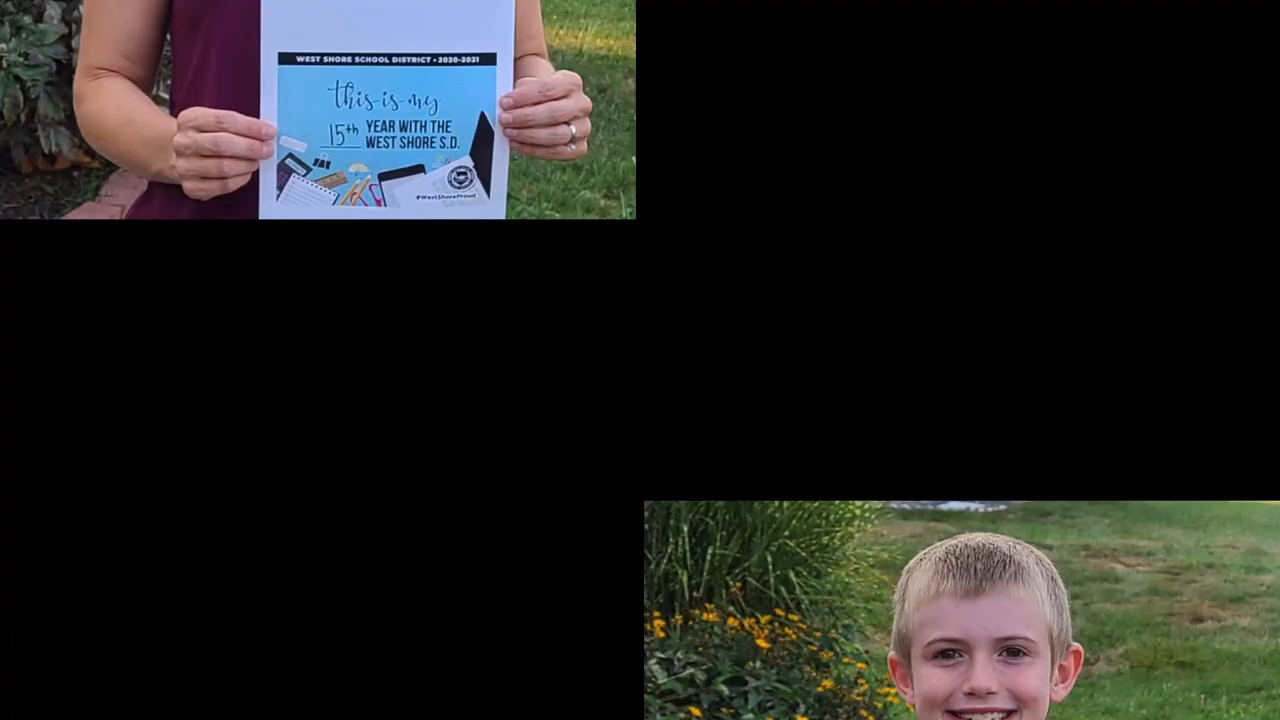 WEST SHORE SCHOOL DISTRICT • 2020-2021
this is my
15th YEAR WITH THE
WEST SHORE S.D.
#WestShoreProud